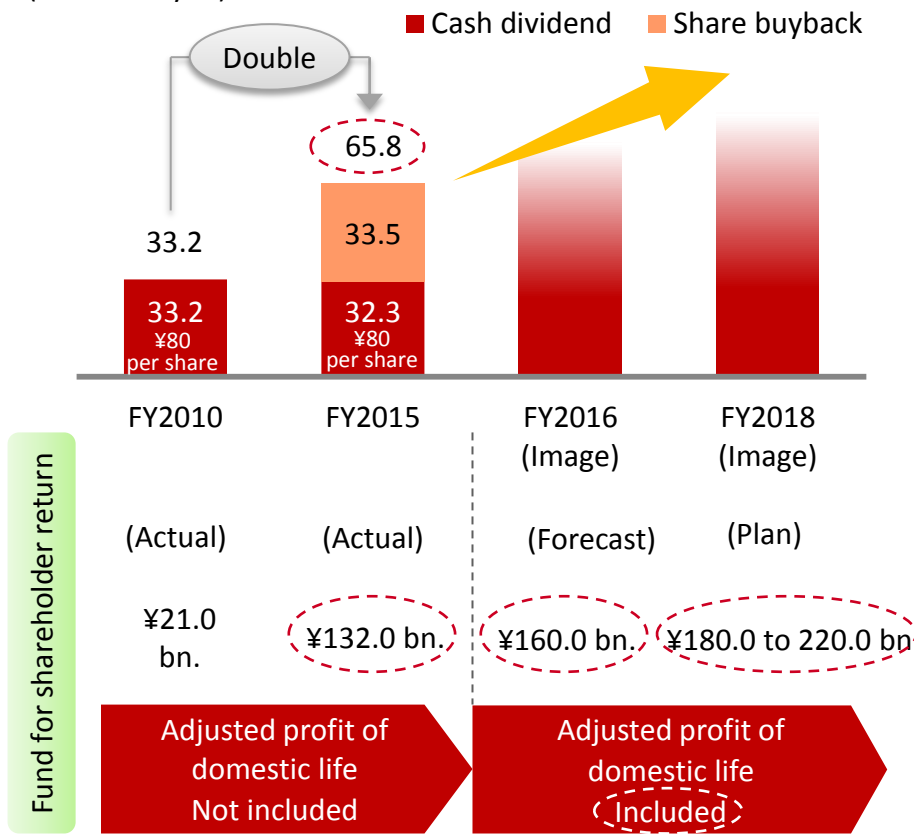 Cash dividend
Share buyback
Double
65.8
33.2
33.5
33.2
¥80
per share
32.3
¥80
per share
FY2010
FY2015
FY2016
(Image)
FY2018
(Image)
Fund for shareholder return
(Actual)
(Actual)
(Forecast)
(Plan)
¥21.0
bn.
¥132.0 bn.
¥160.0 bn.
¥180.0 to 220.0 bn
Adjusted profit of
domestic life
Not included
Adjusted profit of
domestic life
Included